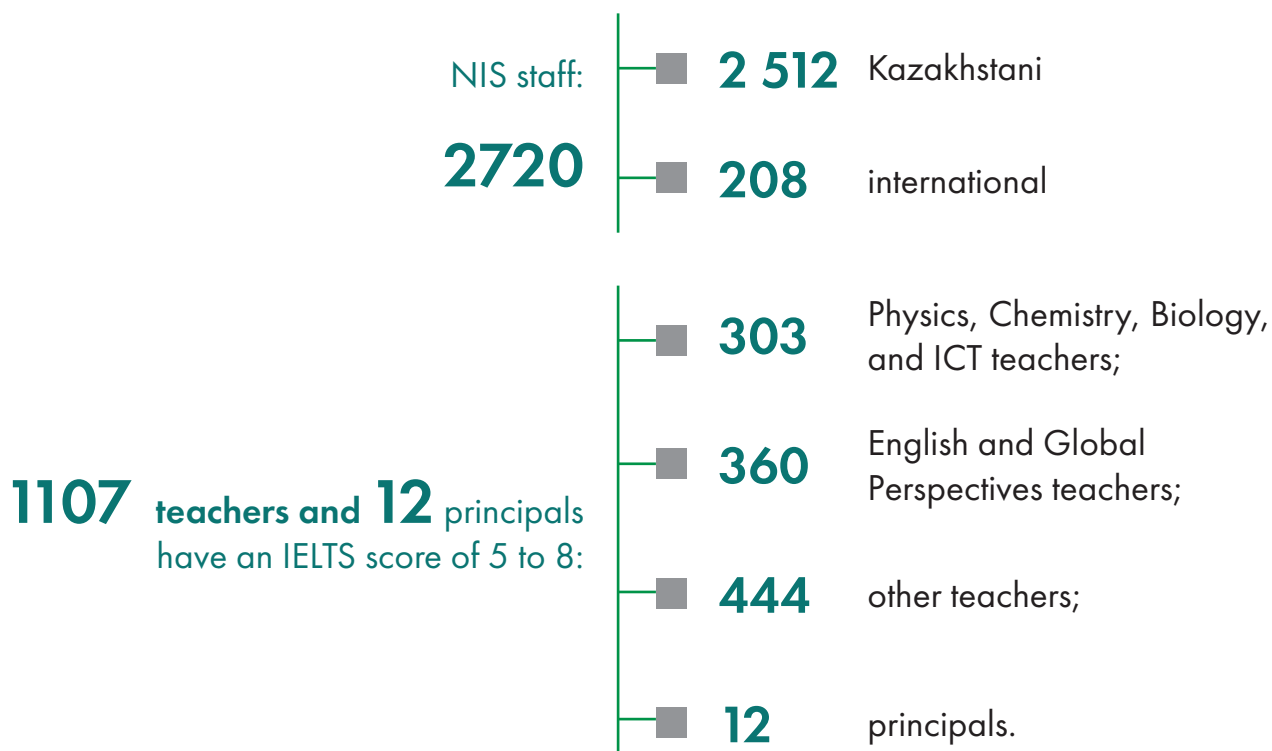 NIS staff:
2720
2 512 Kazakhstani
208 international
1107 teachers and 12 principals
have an IELTS score of 5 to 8:
303 Physics, Chemistry, Biology,
and ICT teachers;
360 English and Global
Perspectives teachers;
444 other teachers;
12 principals.